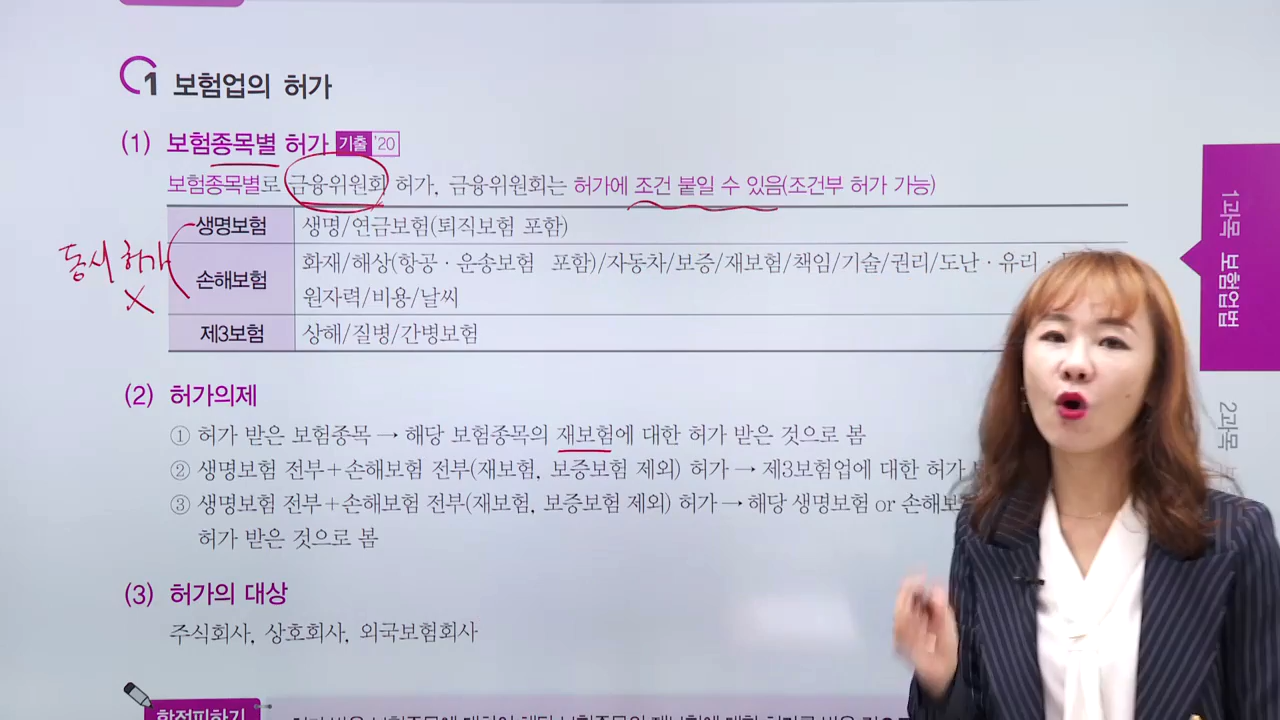 1 보험업의 허가
(1) 보험종목별 허가 기출 '20
보험종목별로 금융위원회 허가, 금융위원회는 허가에 조건 붙일 수 있음(조건부 허가 가능)
생명보험 생명/연금보험(퇴직보험 포함)
동시 허가 X
손해보험 화재/해상(항공·운송보험 포함)/자동차/보증/재보험/책임/기술/권리/도난·유리·
원자력/비용/날씨
제3보험 상해/질병/간병보험
(2) 허가의제
① 허가 받은 보험종목 → 해당 보험종목의 재보험에 대한 허가 받은 것으로 봄
② 생명보험 전부+손해보험 전부(재보험, 보증보험 제외) 허가 → 제3보험업에 대한 허가
③ 생명보험 전부+손해보험 전부(재보험, 보증보험 제외) 허가 → 해당 생명보험 or 손해보험
허가 받은 것으로 봄
(3) 허가의 대상
주식회사, 상호회사, 외국보험회사
함정피하기
1과목 보험업법
2과목